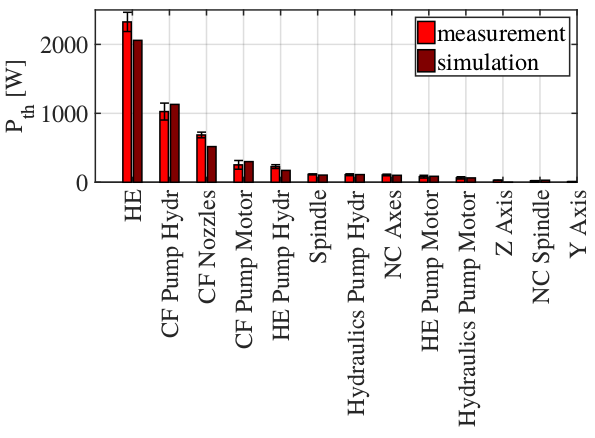 measurement
simulation
P_th [W]
2000
1000
0
HE
CF Pump Hydr
CF Nozzles
CF Pump Motor
HE Pump Hydr
Spindle
Hydraulics Pump Hydr
NC Axes
HE Pump Motor
Hydraulics Pump Motor
Z Axis
NC Spindle
Y Axis